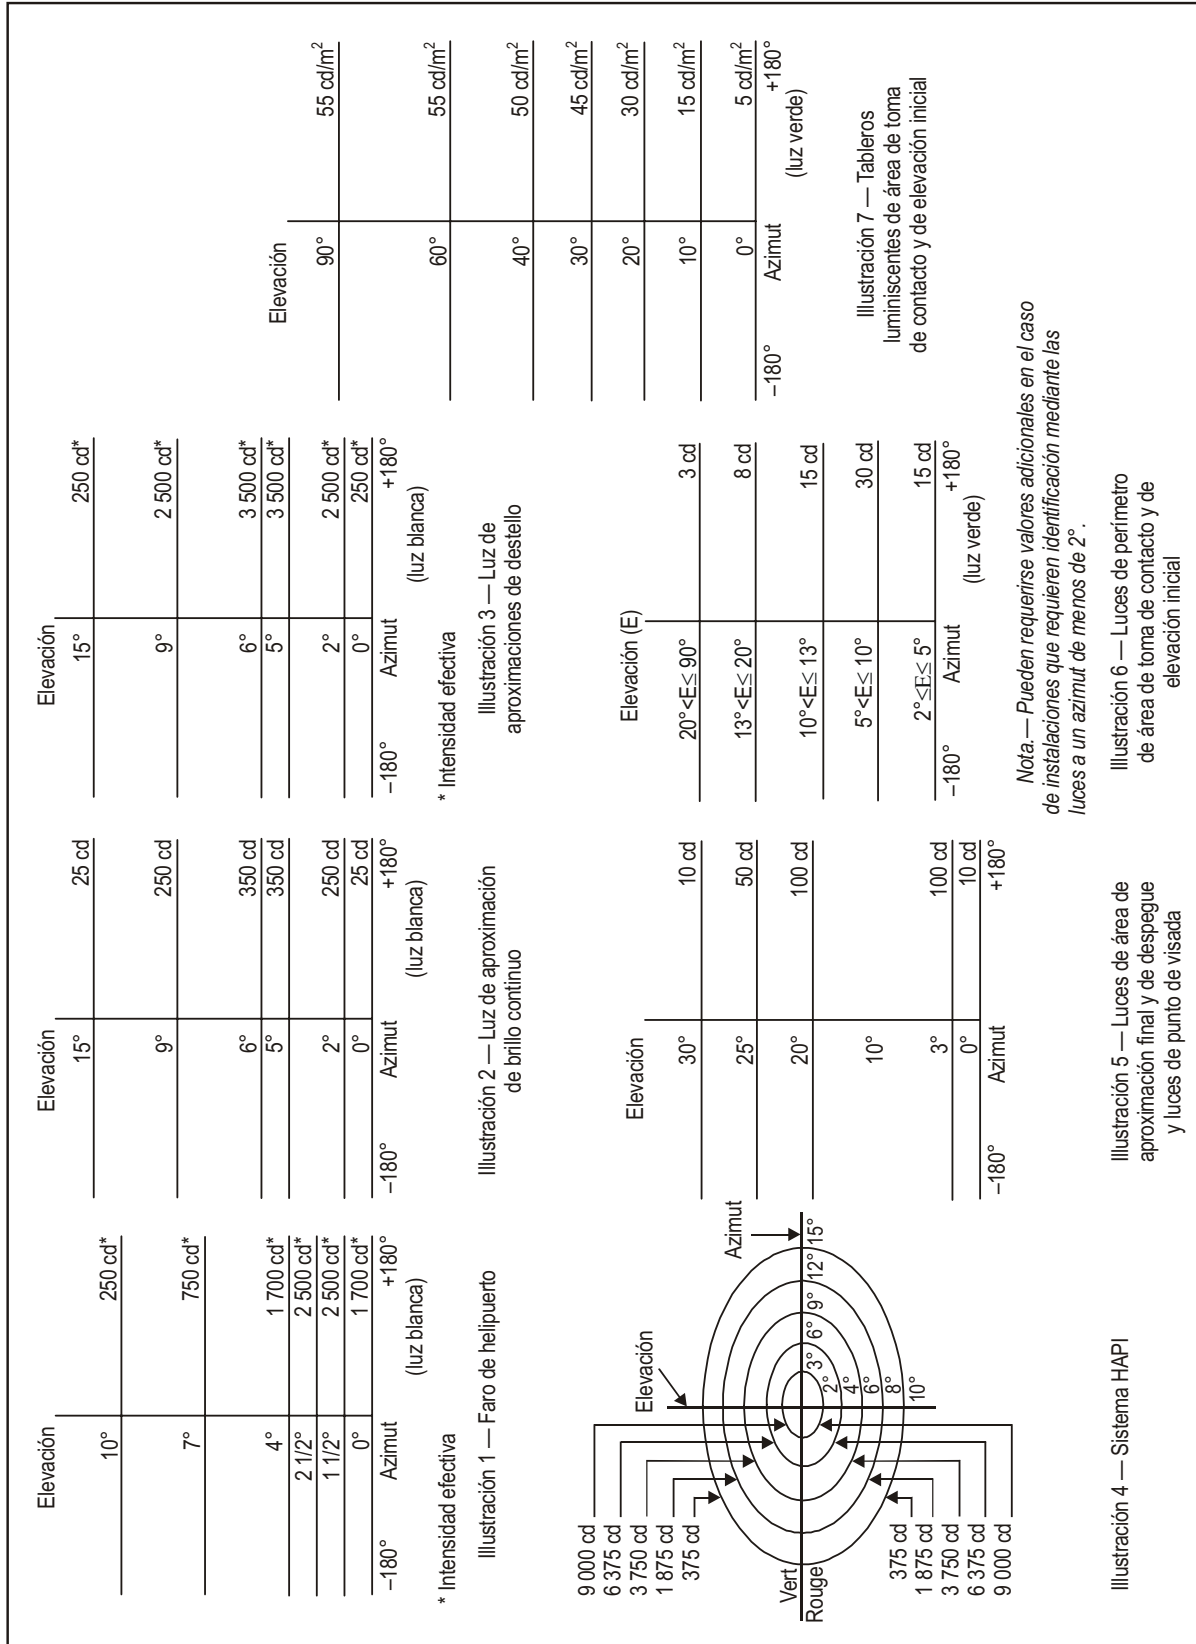 Elevación
10° 250 cd*
7° 750 cd*
4° 1 700 cd*
2 1/2° 2 500 cd*
1 1/2° 2 500 cd*
0° 1 700 cd*
–180° Azimut +180°
(luz blanca)
* Intensidad efectiva
Illustración 1 — Faro de helipuerto
Elevación
15° 25 cd
9° 250 cd
6° 350 cd
5° 350 cd
2° 250 cd
0° 25 cd
–180° Azimut +180°
(luz blanca)
Illustración 2 — Luz de aproximación
de brillo continuo
Elevación
15° 250 cd*
9° 2 500 cd*
6° 3 500 cd*
5° 3 500 cd*
2° 2 500 cd*
0° 250 cd*
–180° Azimut +180°
(luz blanca)
* Intensidad efectiva
Illustración 3 — Luz de
aproximaciones de destello
Elevación
Azimut
9 000 cd
6 375 cd
3 750 cd
1 875 cd
375 cd
3° 6° 9° 12° 15°
2° 4° 6° 8° 10°
Vert
Rouge
375 cd
1 875 cd
3 750 cd
6 375 cd
9 000 cd
Illustración 4 — Sistema HAPI
Elevación
30° 10 cd
25° 50 cd
20° 100 cd
10°
3° 100 cd
0° 10 cd
–180° Azimut +180°
Illustración 5 — Luces de área de
aproximación final y de despegue
y luces de punto de visada
Elevación (E)
20°<E≤ 90° 3 cd
13°<E≤ 20° 8 cd
10°<E≤ 13° 15 cd
5°<E≤ 10° 30 cd
2°≤E≤ 5° 15 cd
–180° Azimut +180°
(luz verde)
Nota.— Pueden requerirse valores adicionales en el caso
de instalaciones que requieren identificación mediante las
luces a un azimut de menos de 2°.
Illustración 6 — Luces de perímetro
de área de toma de contacto y de
elevación inicial
Elevación
90° 55 cd/m²
60° 55 cd/m²
40° 50 cd/m²
30° 45 cd/m²
20° 30 cd/m²
10° 15 cd/m²
0° 5 cd/m²
–180° Azimut +180°
(luz verde)
Illustración 7 — Tableros
luminiscentes de área de toma
de contacto y de elevación inicial